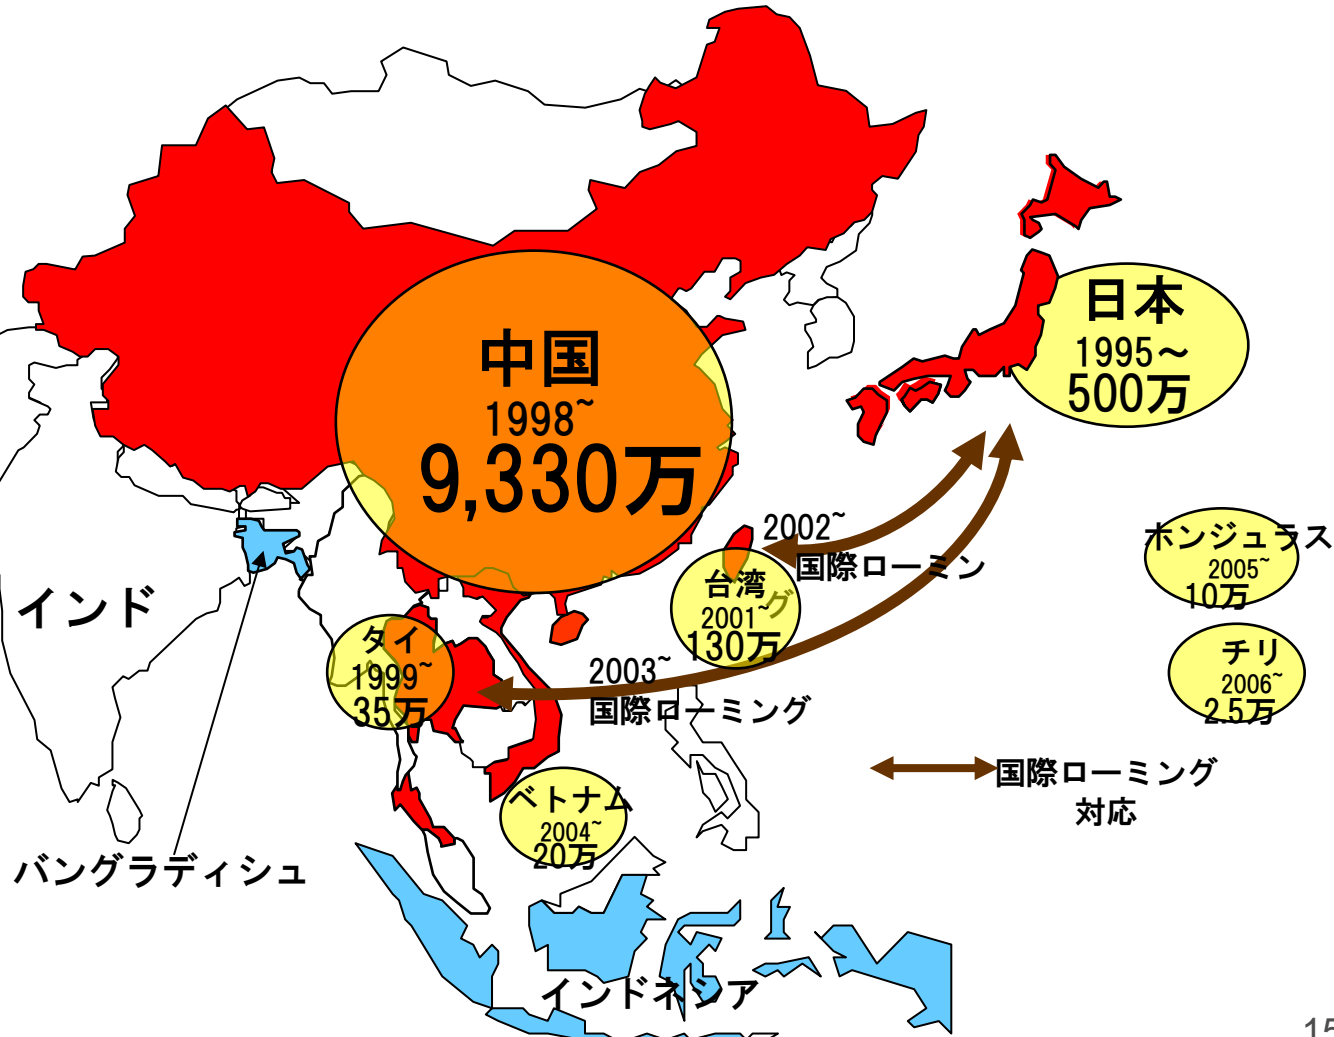 中国
1998~
9,330万
日本
1995～
500万
2002~
国際ローミン
グ
台湾
2001~
130万
ホンジュラス
2005~
10万
チリ
2006~
2.5万
インド
タイ
1999~
35万
2003~
国際ローミング
国際ローミング
対応
ベトナム
2004~
20万
バングラディシュ
インドネシア
15